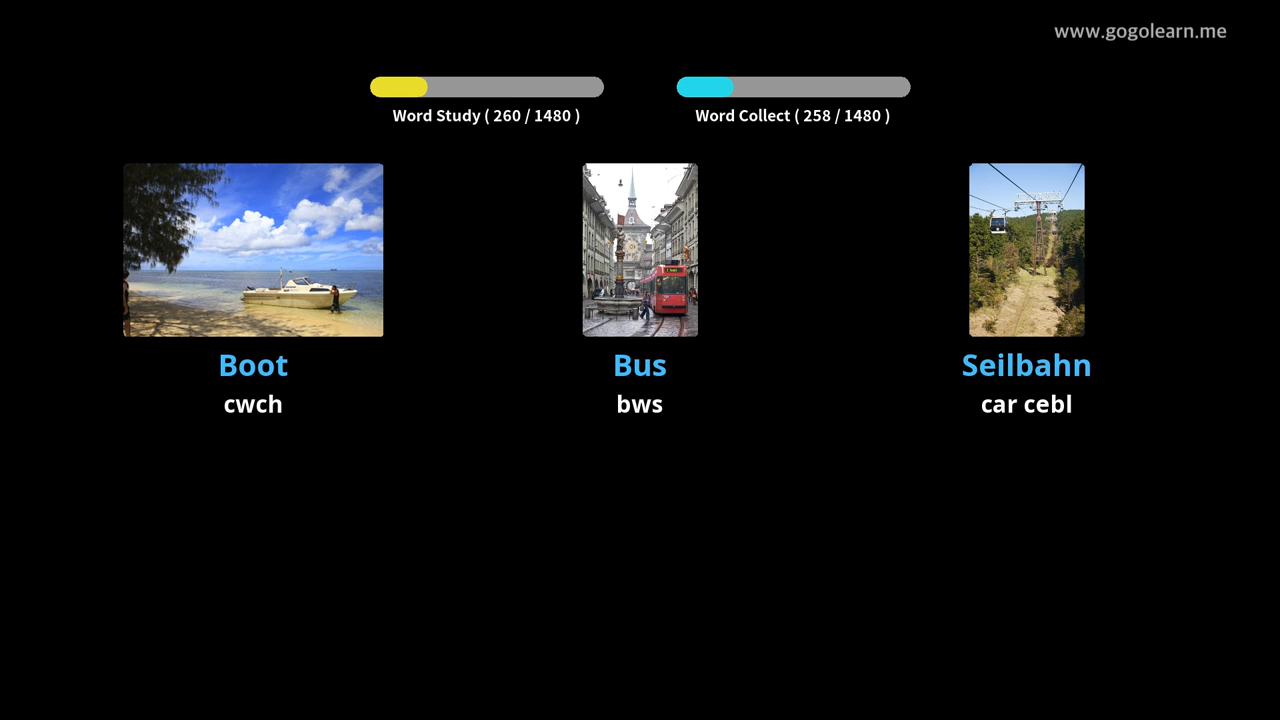 www.gogolearn.me
Word Study ( 260 / 1480 )
Word Collect ( 258 / 1480 )
Boot
cwch
Bus
bws
Seilbahn
car cebl